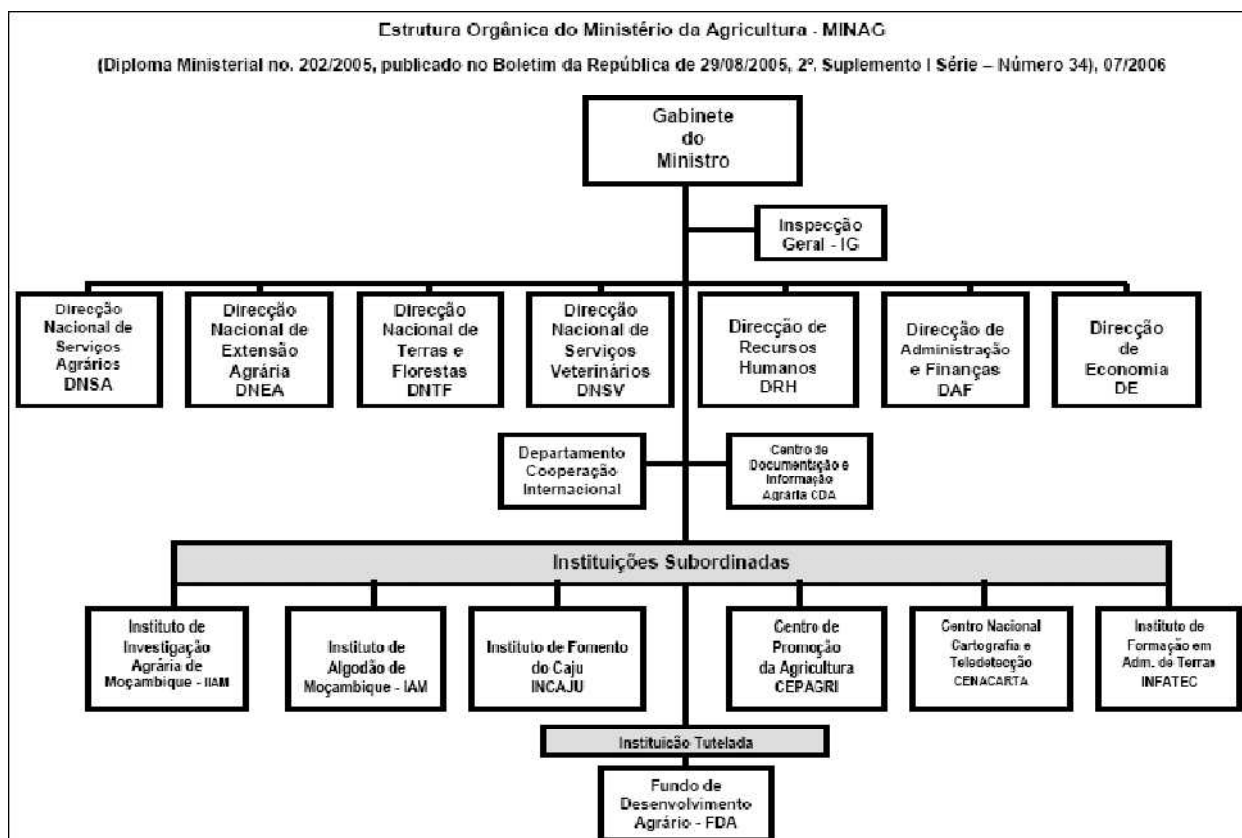 Estrutura Orgânica do Ministério da Agricultura - MINAG
(Diploma Ministerial no. 202/2005, publicado no Boletim da República de 29/08/2005, 2º. Suplemento I Série – Número 34), 07/2006
Gabinete
do
Ministro
Inspecção
Geral - IG
Direcção
Nacional de
Serviços
Agrários
DNSA
Direcção
Nacional de
Extensão
Agrária
DNEA
Direcção
Nacional de
Terras e
Florestas
DNTF
Direcção
Nacional de
Serviços
Veterinários
DNSV
Direcção de
Recursos
Humanos
DRH
Direcção de
Administração
e Finanças
DAF
Direcção
de
Economia
DE
Departamento
Cooperação
Internacional
Centro de
Documentação e
Informação
Agrária CDA
Instituições Subordinadas
Instituto de
Investigação
Agrária de
Moçambique - IIAM
Instituto de
Algodão de
Moçambique - IAM
Instituto de Fomento
do Caju
INCAJU
Centro de
Promoção
da Agricultura
CEPAGRI
Centro Nacional
Cartografia e
Teledetecção
CENACARTA
Instituto de
Formação em
Adm. de Terras
INFATEC
Instituição Tutelada
Fundo de
Desenvolvimento
Agrário - FDA